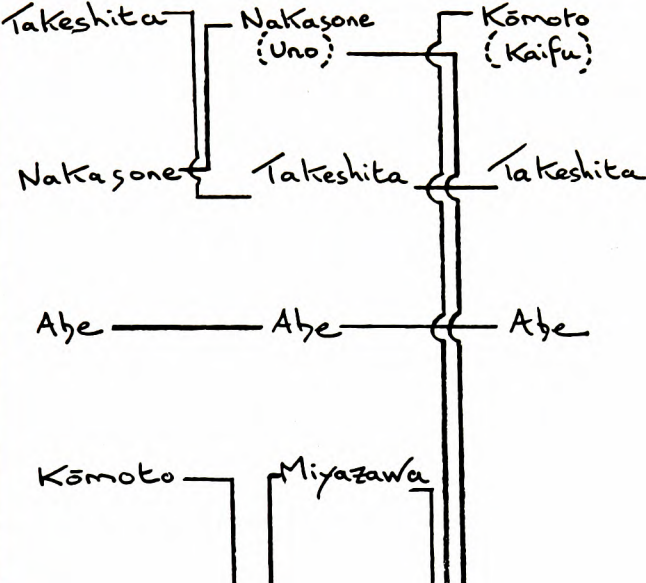 Takeshita Nakasone Kōmoto
(Uno) (Kaifu)
Nakasone Takeshita Takeshita
Abe Abe Abe
Kōmoto Miyazawa